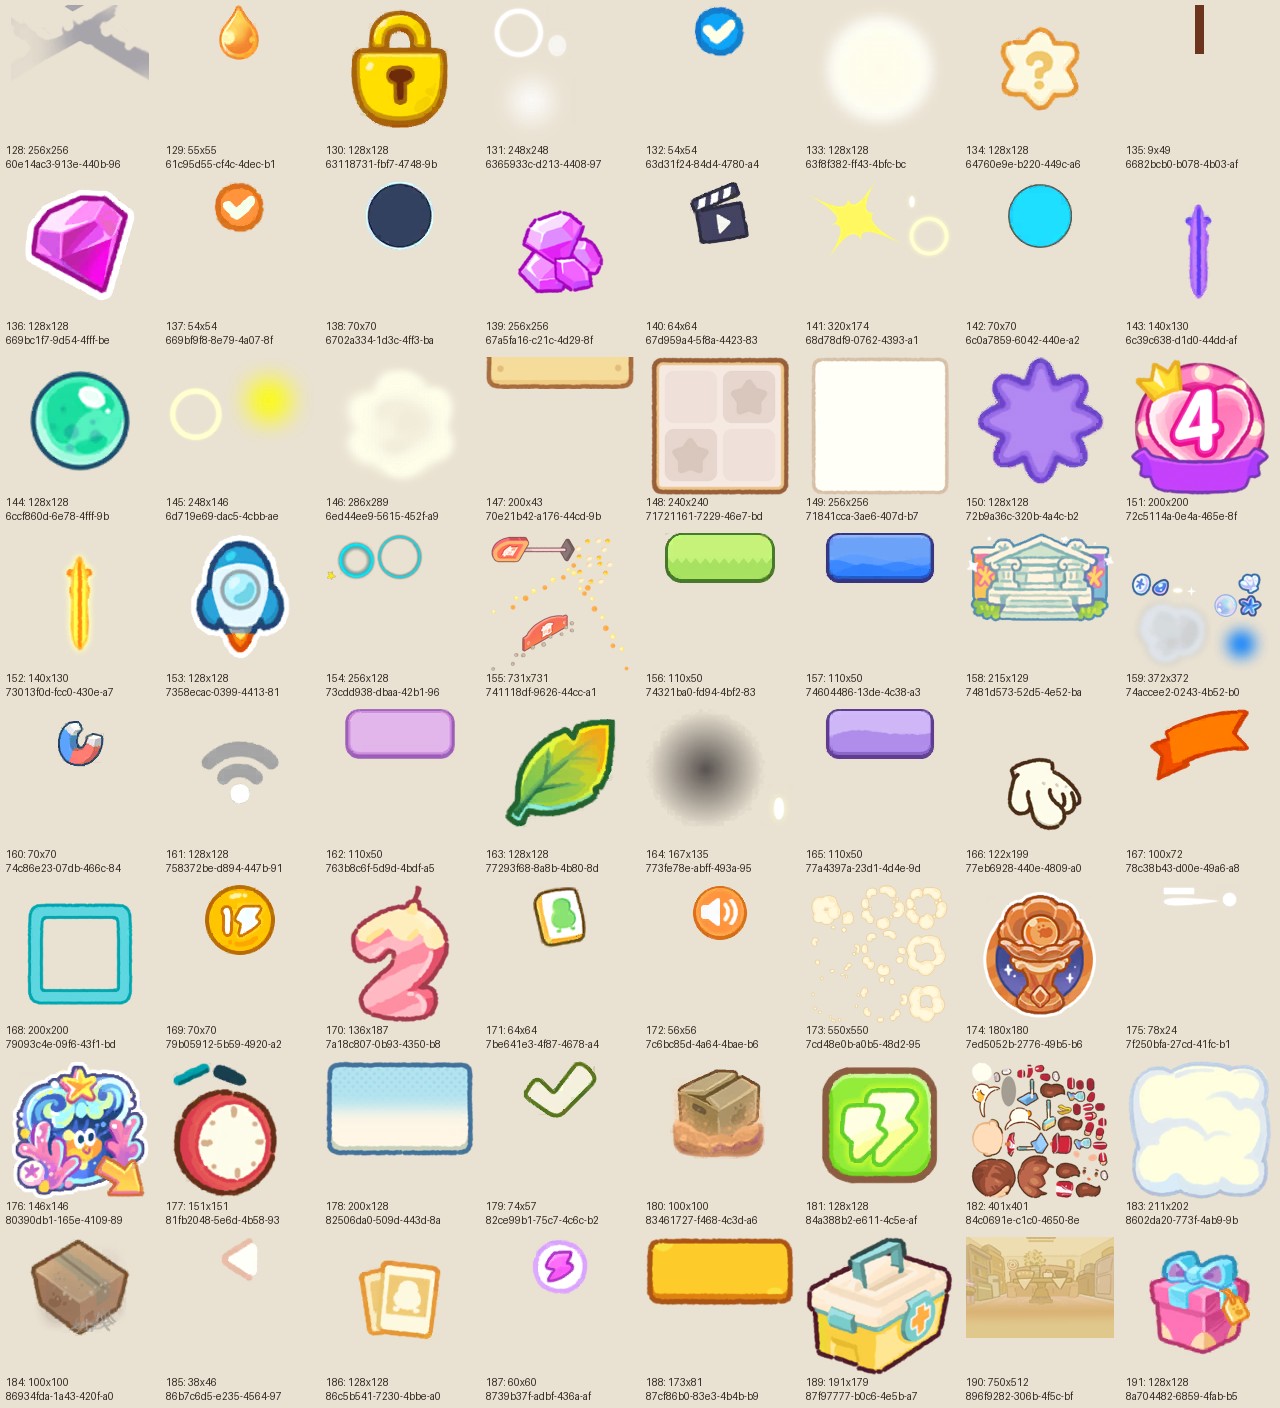 128: 256x256
60e14ac3-913e-440b-96
129: 55x55
61c95d55-cf4c-4dec-b1
130: 128x128
63118731-fbf7-4748-9b
131: 248x248
6365933c-d213-4408-97
132: 54x54
63d31f24-84d4-4780-a4
133: 128x128
63f8f382-ff43-4bfc-bc
?
134: 128x128
64760e9e-b220-449c-a6
135: 9x49
6682bcb0-b078-4b03-af
136: 128x128
669bc1f7-9d54-4fff-be
137: 54x54
669bf9f8-8e79-4a07-8f
138: 70x70
6702a334-1d3c-4ff3-ba
139: 256x256
67a5fa16-c21c-4d29-8f
140: 64x64
67d959a4-5f8a-4423-83
141: 320x174
68d78df9-0762-4393-a1
142: 70x70
6c0a7859-6042-440e-a2
143: 140x130
6c39c638-d1d0-44dd-af
144: 128x128
6ccf860d-6e78-4fff-9b
145: 248x146
6d719e69-dac5-4cbb-ae
146: 286x289
6ed44ee9-5615-452f-a9
147: 200x43
70e21b42-a176-44cd-9b
148: 240x240
71721161-7229-46e7-bd
149: 256x256
71841cca-3ae6-407d-b7
150: 128x128
72b9a36c-320b-4a4c-b2
4
151: 200x200
72c5114a-0e4a-465e-8f
152: 140x130
73013f0d-fcc0-430e-a7
153: 128x128
7358ecac-0399-4413-81
154: 256x128
73cdd938-dbaa-42b1-96
155: 731x731
741118df-9626-44cc-a1
156: 110x50
74321ba0-fd94-4bf2-83
157: 110x50
74604486-13de-4c38-a3
158: 215x129
7481d573-52d5-4e52-ba
159: 372x372
74accee2-0243-4b52-b0
160: 70x70
74c86e23-07db-466c-84
161: 128x128
758372be-d894-447b-91
162: 110x50
763b8c6f-5d9d-4bdf-a5
163: 128x128
77293f68-8a8b-4b80-8d
164: 167x135
773fe78e-abff-493a-95
165: 110x50
77a4397a-23d1-4d4e-9d
166: 122x199
77eb6928-440e-4809-a0
167: 100x72
78c38b43-d00e-49a6-a8
168: 200x200
79093c4e-09f6-43f1-bd
1
169: 70x70
79b05912-5b59-4920-a2
2
170: 136x187
7a18c807-0b93-4350-b8
171: 64x64
7be641e3-4f87-4678-a4
172: 56x56
7c6bc85d-4a64-4bae-b6
173: 550x550
7cd48e0b-a0b5-48d2-95
174: 180x180
7ed5052b-2776-49b5-b6
175: 78x24
7f250bfa-27cd-41fc-b1
176: 146x146
80390db1-165e-4109-89
177: 151x151
81fb2048-5e6d-4b58-93
178: 200x128
82506da0-509d-443d-8a
179: 74x57
82ce99b1-75c7-4c6c-b2
180: 100x100
83461727-f468-4c3d-a6
181: 128x128
84a388b2-e611-4c5e-af
182: 401x401
84c0691e-c1c0-4650-8e
183: 211x202
8602da20-773f-4ab9-9b
184: 100x100
86934fda-1a43-420f-a0
185: 38x46
86b7c6d5-e235-4564-97
186: 128x128
86c5b541-7230-4bbe-a0
187: 60x60
8739b37f-adbf-436a-af
188: 173x81
87cf86b0-83e3-4b4b-b9
189: 191x179
87f97777-b0c6-4e5b-a7
190: 750x512
896f9282-306b-4f5c-bf
191: 128x128
8a704482-6859-4fab-b5